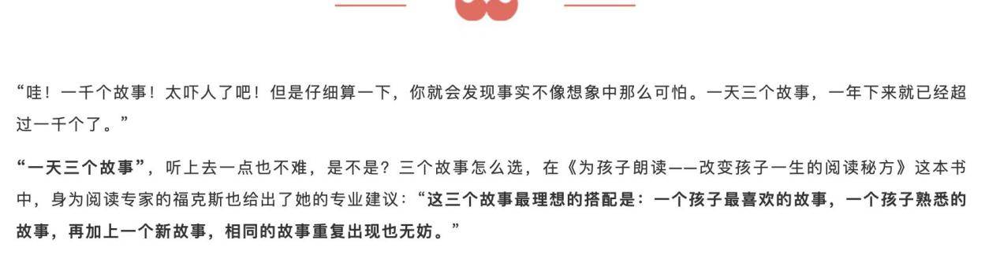 “哇！一千个故事！太吓人了吧！但是仔细算一下，你就会发现事实不像想象中那么可怕。一天三个故事，一年下来就已经超
过一千个了。”
“一天三个故事”，听上去一点也不难，是不是？三个故事怎么选，在《为孩子朗读——改变孩子一生的阅读秘方》这本书
中，身为阅读专家的福克斯也给出了她的专业建议：“这三个故事最理想的搭配是：一个孩子最喜欢的故事，一个孩子熟悉的
故事，再加上一个新故事，相同的故事重复出现也无妨。”